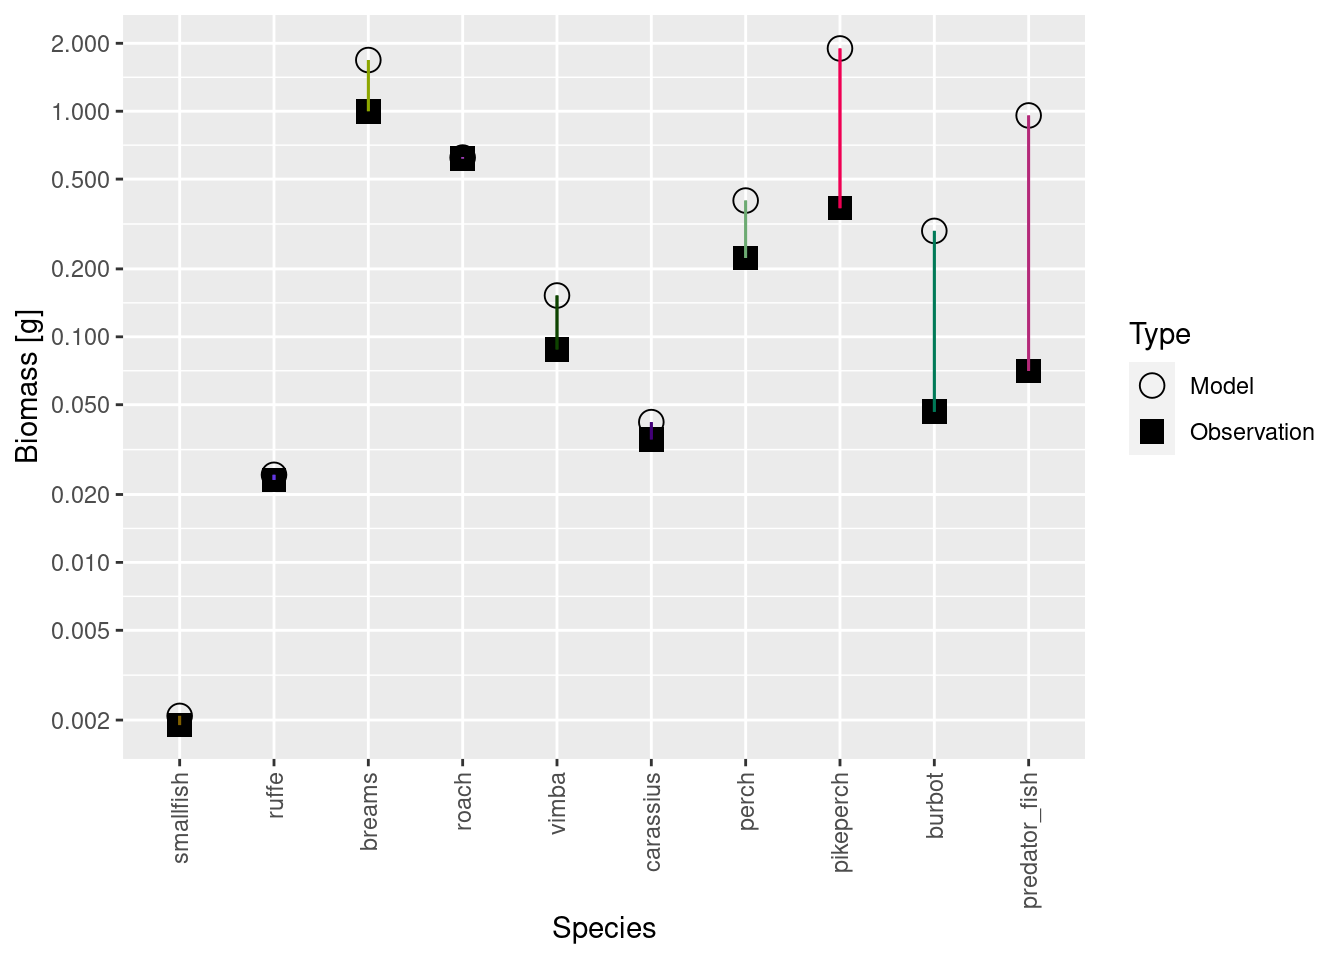 2.000
1.000
0.500
0.200
0.100
0.050
0.020
0.010
0.005
0.002
Biomass [g]
smallfish
ruffe
breams
roach
vimba
carassius
perch
pikeperch
burbot
predator_fish
Species
Type
Model
Observation